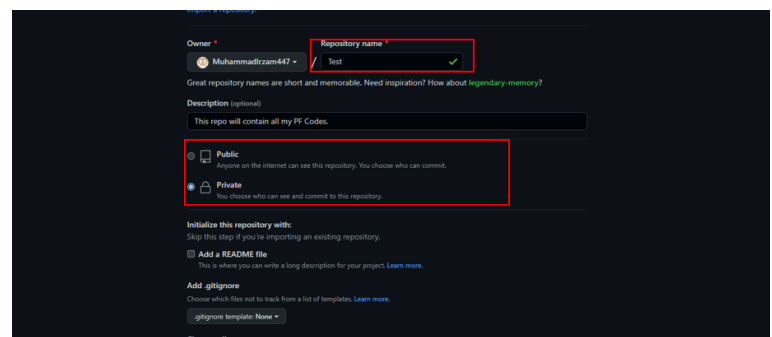 Import a repository.
Owner *
Repository name *
MuhammadIrzam447
/
Test
Great repository names are short and memorable. Need inspiration? How about legendary-memory?
Description (optional)
This repo will contain all my PF Codes.
Public
Anyone on the internet can see this repository. You choose who can commit.
Private
You choose who can see and commit to this repository.
Initialize this repository with:
Skip this step if you're importing an existing repository.
Add a README file
This is where you can write a long description for your project. Learn more.
Add .gitignore
Choose which files not to track from a list of templates. Learn more.
.gitignore template: None